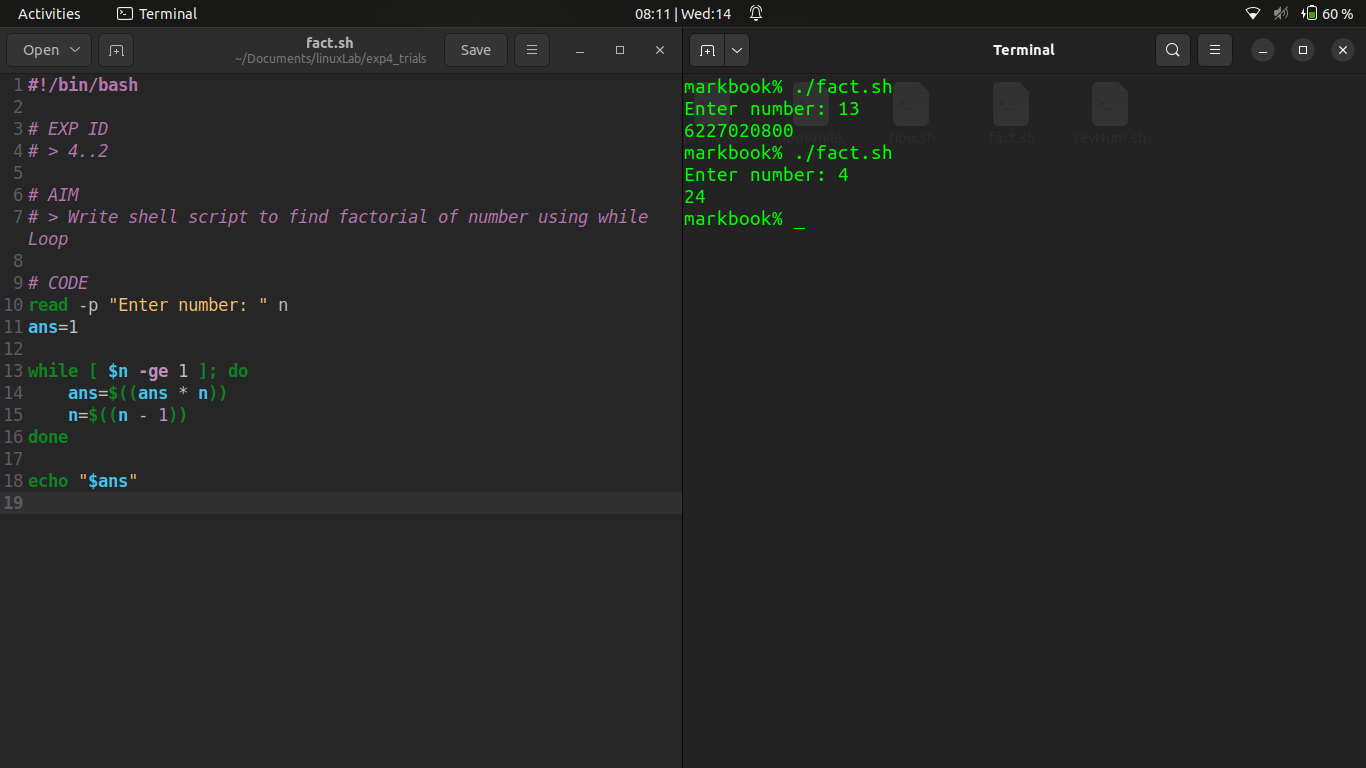 Activities Terminal 08:11 | Wed:14 60 %
Open fact.sh Save
~/Documents/linuxLab/exp4_trials
1 #!/bin/bash
2
3 # EXP ID
4 # > 4..2
5
6 # AIM
7 # > Write shell script to find factorial of number using while
Loop
8
9 # CODE
10 read -p "Enter number: " n
11 ans=1
12
13 while [ $n -ge 1 ]; do
14     ans=$((ans * n))
15     n=$((n - 1))
16 done
17
18 echo "$ans"
19
Terminal
markbook% ./fact.sh
Enter number: 13
6227020800
markbook% ./fact.sh
Enter number: 4
24
markbook% _
fibu.sh fact.sh revNum.sh